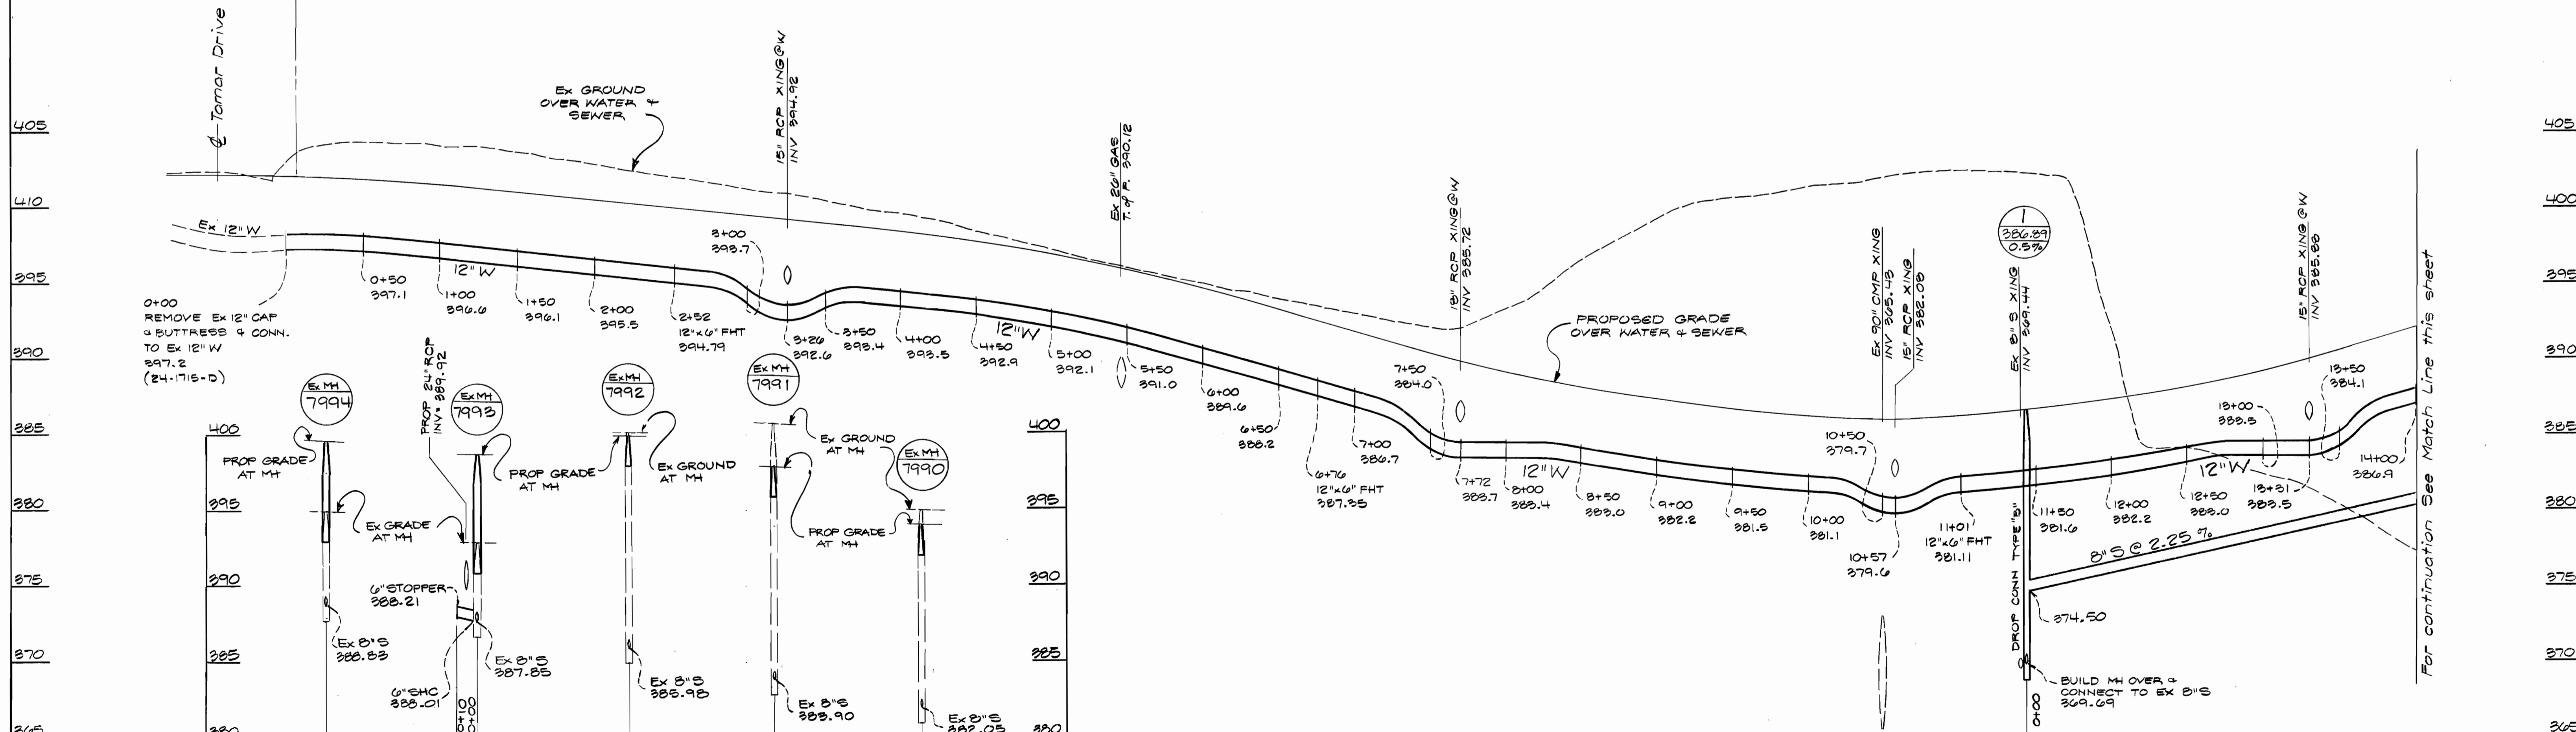 ℄ Tamar Drive
Ex GROUND
OVER WATER &
SEWER
15" RCP XING@W
INV 394.92
Ex 26" GAS
T. of P. 390.12
18" RCP XING@W
INV 385.72
Ex 90" CMP XING
INV 365.43
15" RCP XING
INV 382.08
1
386.89
0.5%
Ex 8" S XING
INV 369.44
15" RCP XING@W
INV 385.88
405
410
395
390
385
380
375
370
365
405
400
395
390
385
380
375
370
365
Ex 12" W
0+00
REMOVE Ex 12" CAP
& BUTTRESS & CONN.
TO Ex 12" W
397.2
(24-1715-D)
0+50
397.1
12" W
1+00
396.6
1+50
396.1
2+00
395.5
2+52
12"x6" FHT
394.79
3+00
393.7
3+26
392.6
3+50
393.4
4+00
393.5
4+50
392.9
12" W
5+00
392.1
5+50
391.0
6+00
389.6
6+50
388.2
6+76
12"x6" FHT
387.35
7+00
386.7
7+50
384.0
7+72
383.7
8+00
383.4
12" W
8+50
383.0
9+00
382.2
9+50
381.5
10+00
381.1
10+50
379.7
10+57
379.6
11+01
12"x6" FHT
381.11
11+50
381.6
12+00
382.2
12+50
383.0
12" W
13+00
383.5
13+31
383.5
13+50
384.1
14+00
386.9
PROPOSED GRADE
OVER WATER & SEWER
8" S @ 2.25 %
DROP CONN TYPE "B"
374.50
BUILD MH OVER &
CONNECT TO Ex 8" S
369.69
0+00
For continuation See Match Line this sheet
400
395
390
385
380
400
395
390
385
380
Ex MH
7994
PROP GRADE
AT MH
Ex GRADE
AT MH
Ex 8" S
388.83
PROP 24" RCP
INV= 389.92
Ex MH
7993
6" STOPPER
388.21
6" SHC
388.01
0+10
0+00
Ex 8" S
387.85
PROP GRADE
AT MH
Ex MH
7992
Ex GROUND
AT MH
Ex 8" S
385.98
Ex MH
7991
Ex GROUND
AT MH
PROP GRADE
AT MH
Ex 8" S
383.90
Ex MH
7990
Ex 8" S
382.05